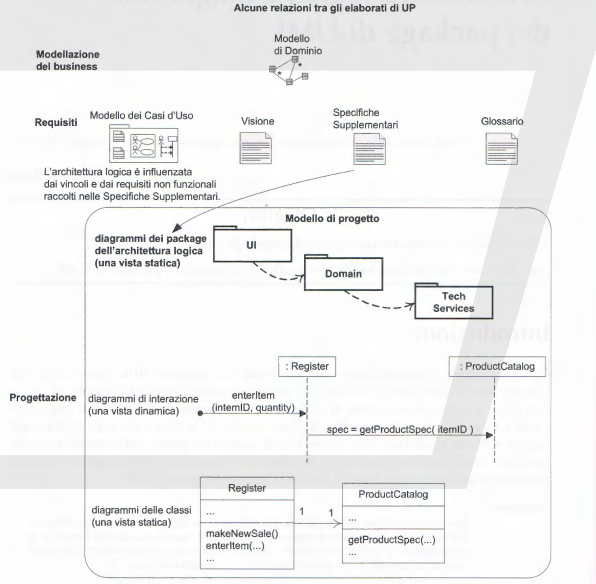 Alcune relazioni tra gli elaborati di UP
Modellazione
del business
Modello
di Dominio
*
*
Requisiti
Modello dei Casi d'Uso
Visione
Specifiche
Supplementari
Glossario
L'architettura logica è influenzata
dai vincoli e dai requisiti non funzionali
raccolti nelle Specifiche Supplementari.
Modello di progetto
diagrammi dei package
dell'architettura logica
(una vista statica)
UI
Domain
Tech
Services
: Register
: ProductCatalog
Progettazione
diagrammi di interazione
(una vista dinamica)
enterItem
(intemID, quantity)
spec = getProductSpec( itemID )
diagrammi delle classi
(una vista statica)
Register
...
makeNewSale()
enterItem(...)
...
1
1
ProductCatalog
...
getProductSpec(...)
...